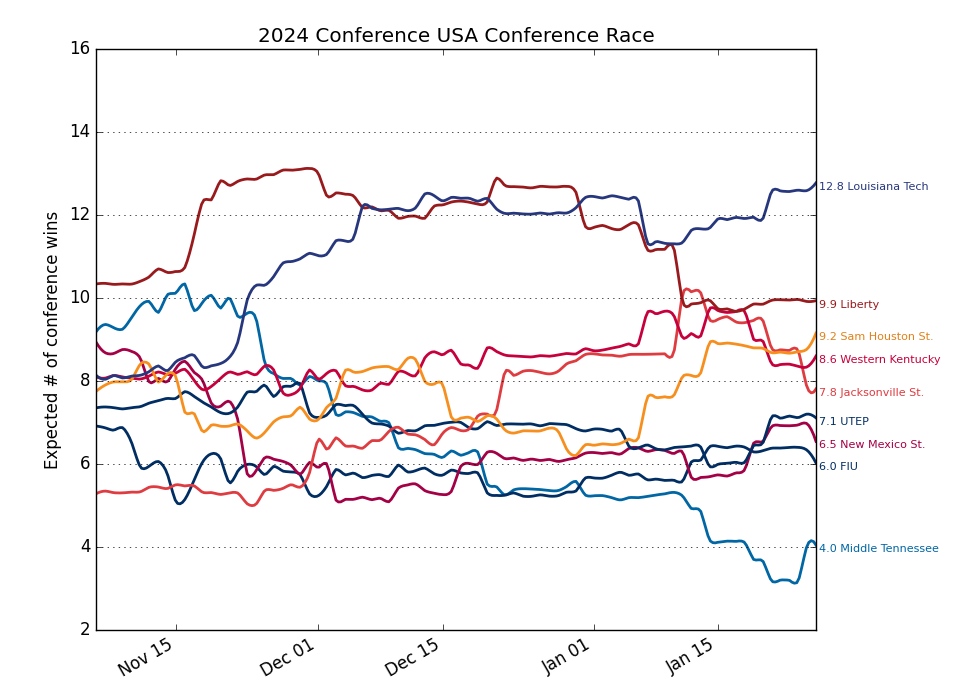 2024 Conference USA Conference Race
Expected # of conference wins
16
14
12
10
8
6
4
2
Nov 15
Dec 01
Dec 15
Jan 01
Jan 15
12.8 Louisiana Tech
9.9 Liberty
9.2 Sam Houston St.
8.6 Western Kentucky
7.8 Jacksonville St.
7.1 UTEP
6.5 New Mexico St.
6.0 FIU
4.0 Middle Tennessee